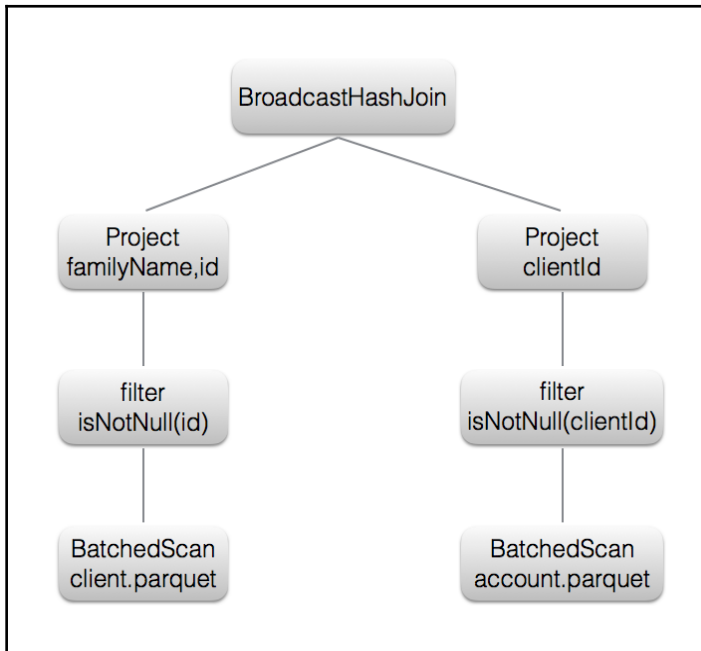 BroadcastHashJoin
Project
familyName,id
Project
clientId
filter
isNotNull(id)
filter
isNotNull(clientId)
BatchedScan
client.parquet
BatchedScan
account.parquet